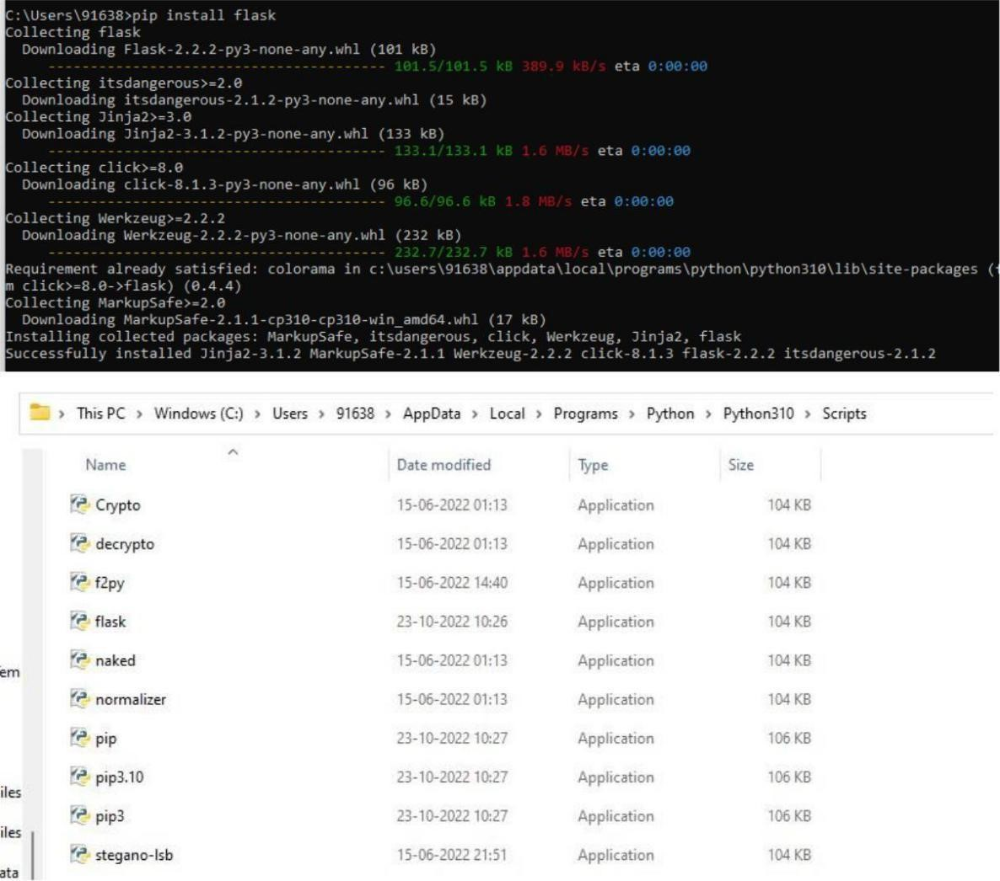 C:\Users\91638>pip install flask
Collecting flask
  Downloading Flask-2.2.2-py3-none-any.whl (101 kB)
     ---------------------------------------- 101.5/101.5 kB 389.9 kB/s eta 0:00:00
Collecting itsdangerous>=2.0
  Downloading itsdangerous-2.1.2-py3-none-any.whl (15 kB)
Collecting Jinja2>=3.0
  Downloading Jinja2-3.1.2-py3-none-any.whl (133 kB)
     ---------------------------------------- 133.1/133.1 kB 1.6 MB/s eta 0:00:00
Collecting click>=8.0
  Downloading click-8.1.3-py3-none-any.whl (96 kB)
     ---------------------------------------- 96.6/96.6 kB 1.8 MB/s eta 0:00:00
Collecting Werkzeug>=2.2.2
  Downloading Werkzeug-2.2.2-py3-none-any.whl (232 kB)
     ---------------------------------------- 232.7/232.7 kB 1.6 MB/s eta 0:00:00
Requirement already satisfied: colorama in c:\users\91638\appdata\local\programs\python\python310\lib\site-packages (f
m click>=8.0->flask) (0.4.4)
Collecting MarkupSafe>=2.0
  Downloading MarkupSafe-2.1.1-cp310-cp310-win_amd64.whl (17 kB)
Installing collected packages: MarkupSafe, itsdangerous, click, Werkzeug, Jinja2, flask
Successfully installed Jinja2-3.1.2 MarkupSafe-2.1.1 Werkzeug-2.2.2 click-8.1.3 flask-2.2.2 itsdangerous-2.1.2
> This PC > Windows (C:) > Users > 91638 > AppData > Local > Programs > Python > Python310 > Scripts
Name Date modified Type Size
Crypto 15-06-2022 01:13 Application 104 KB
decrypto 15-06-2022 01:13 Application 104 KB
f2py 15-06-2022 14:40 Application 104 KB
flask 23-10-2022 10:26 Application 104 KB
naked 15-06-2022 01:13 Application 104 KB
em
normalizer 15-06-2022 01:13 Application 104 KB
pip 23-10-2022 10:27 Application 106 KB
pip3.10 23-10-2022 10:27 Application 106 KB
iles
pip3 23-10-2022 10:27 Application 106 KB
iles
stegano-lsb 15-06-2022 21:51 Application 104 KB
ata